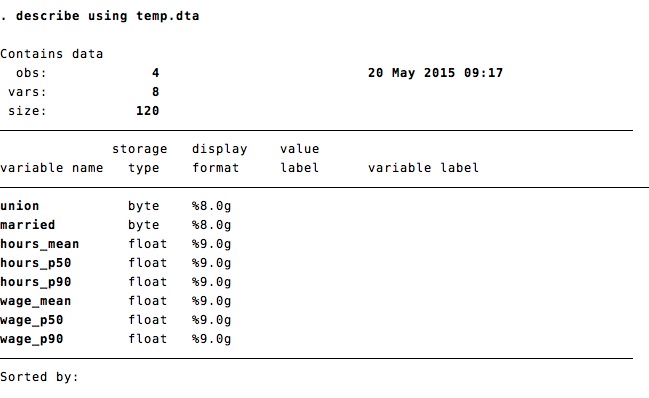 . describe using temp.dta
Contains data
obs: 4 20 May 2015 09:17
vars: 8
size: 120
storage display value
variable name type format label variable label
union byte %8.0g
married byte %8.0g
hours_mean float %9.0g
hours_p50 float %9.0g
hours_p90 float %9.0g
wage_mean float %9.0g
wage_p50 float %9.0g
wage_p90 float %9.0g
Sorted by: